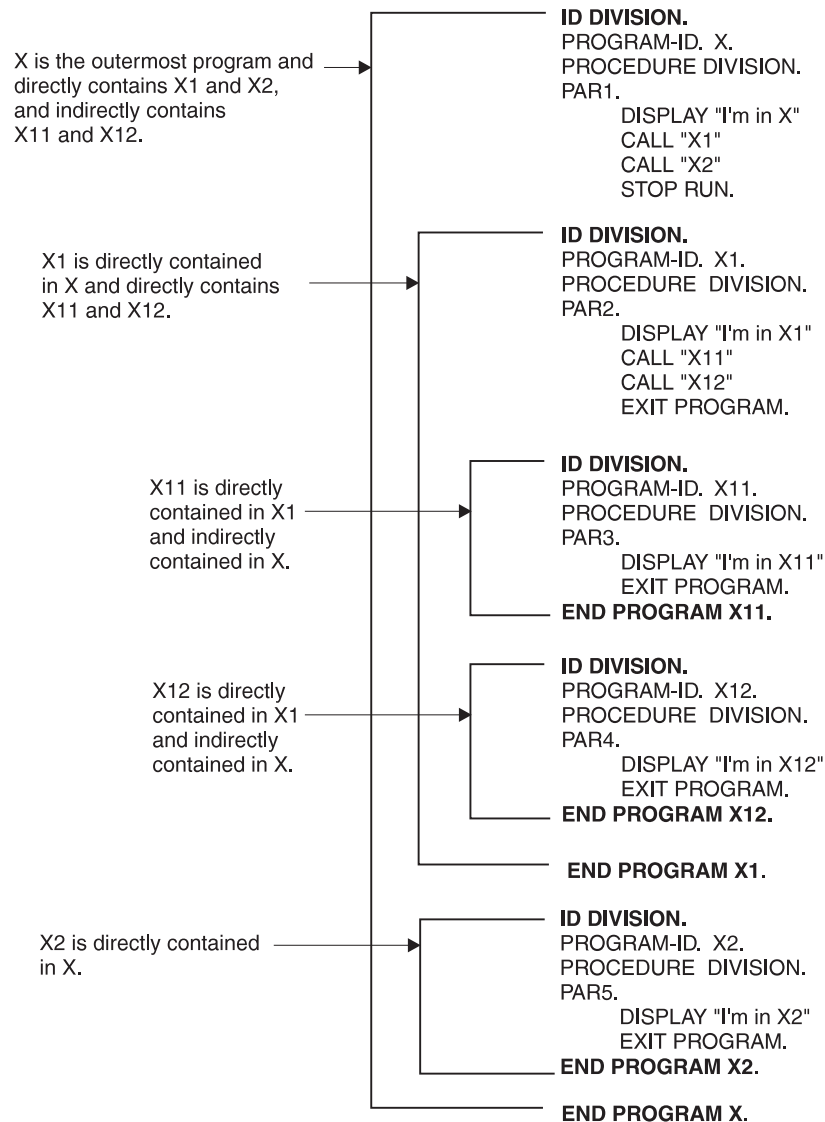 X is the outermost program and
directly contains X1 and X2,
and indirectly contains
X11 and X12.
ID DIVISION.
PROGRAM-ID. X.
PROCEDURE DIVISION.
PAR1.
DISPLAY "I'm in X"
CALL "X1"
CALL "X2"
STOP RUN.
X1 is directly contained
in X and directly contains
X11 and X12.
ID DIVISION.
PROGRAM-ID. X1.
PROCEDURE DIVISION.
PAR2.
DISPLAY "I'm in X1"
CALL "X11"
CALL "X12"
EXIT PROGRAM.
X11 is directly
contained in X1
and indirectly
contained in X.
ID DIVISION.
PROGRAM-ID. X11.
PROCEDURE DIVISION.
PAR3.
DISPLAY "I'm in X11"
EXIT PROGRAM.
END PROGRAM X11.
X12 is directly
contained in X1
and indirectly
contained in X.
ID DIVISION.
PROGRAM-ID. X12.
PROCEDURE DIVISION.
PAR4.
DISPLAY "I'm in X12"
EXIT PROGRAM.
END PROGRAM X12.
END PROGRAM X1.
X2 is directly contained
in X.
ID DIVISION.
PROGRAM-ID. X2.
PROCEDURE DIVISION.
PAR5.
DISPLAY "I'm in X2"
EXIT PROGRAM.
END PROGRAM X2.
END PROGRAM X.